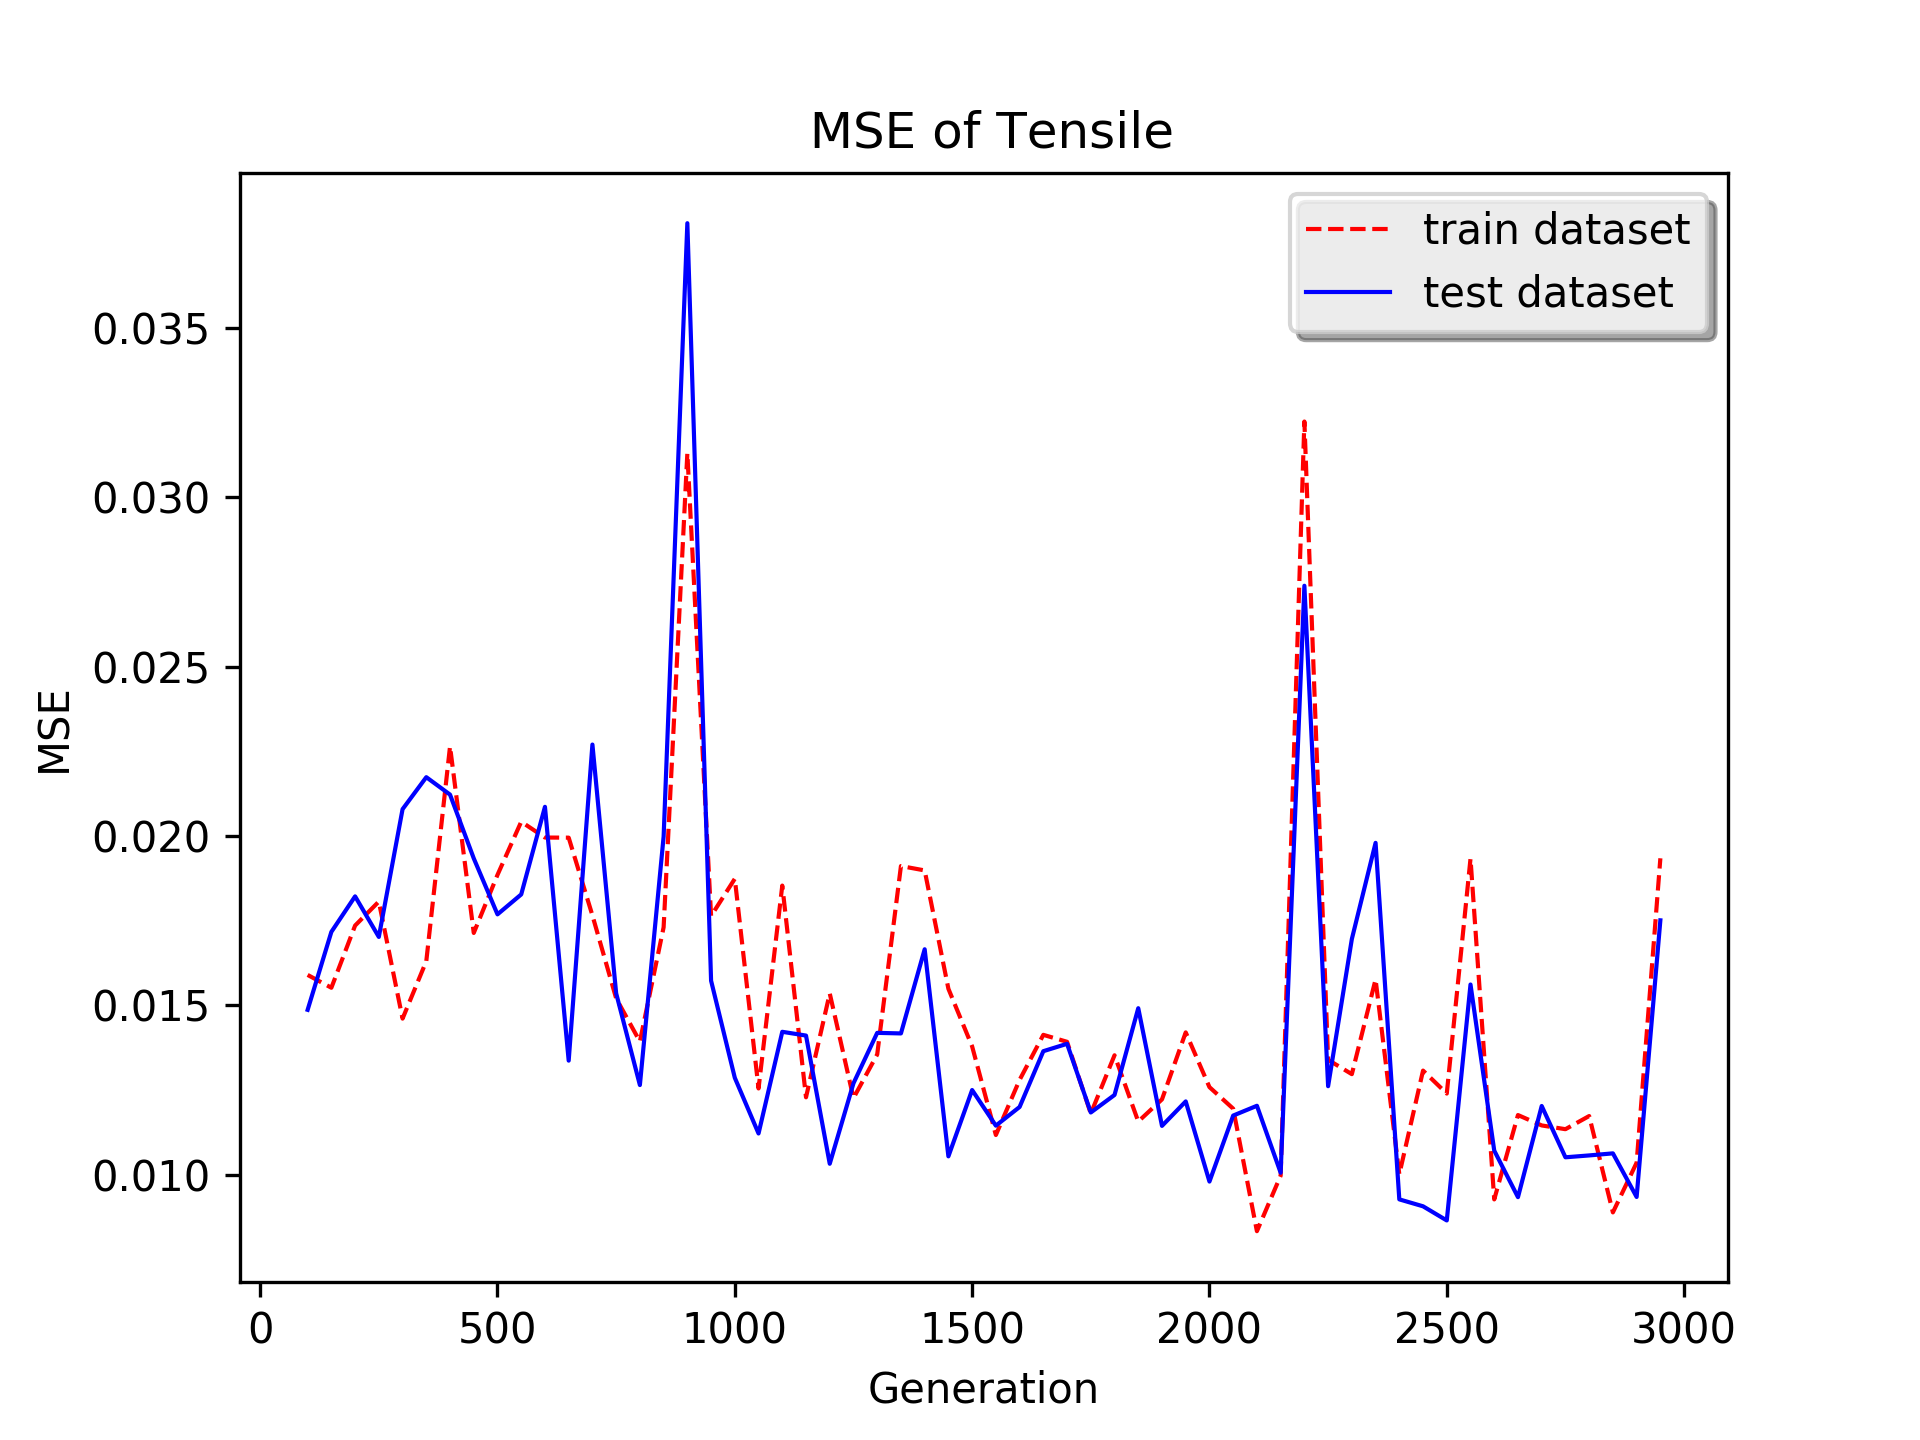 MSE of Tensile
train dataset
test dataset
0.035
0.030
0.025
0.020
0.015
0.010
MSE
0 500 1000 1500 2000 2500 3000
Generation